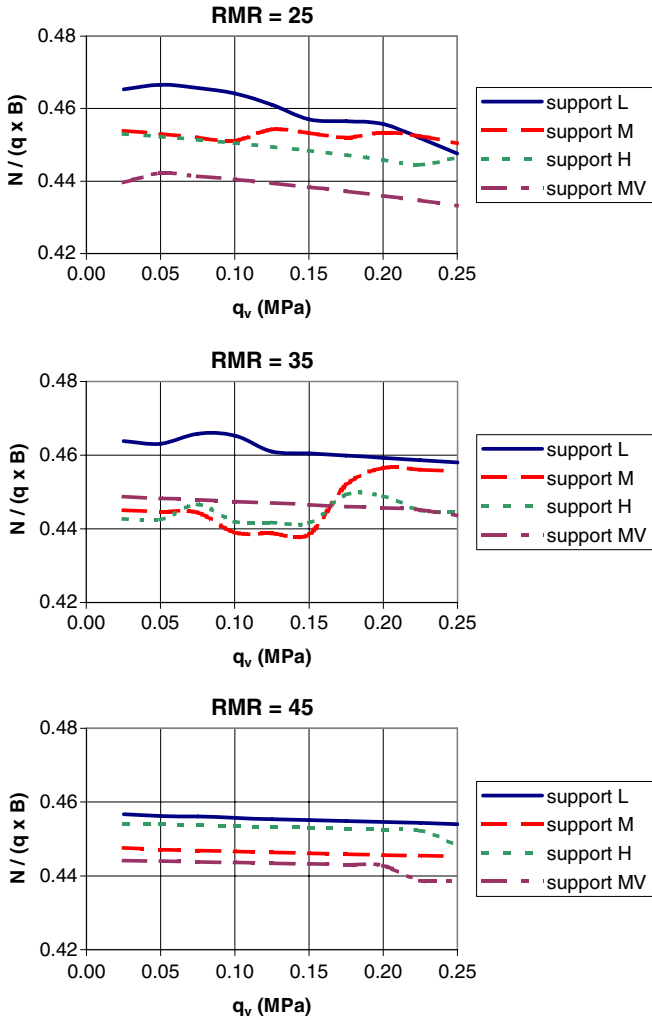 RMR = 25
0.48
0.46
0.44
0.42
N / (q x B)
0.00 0.05 0.10 0.15 0.20 0.25
qv (MPa)
support L
support M
support H
support MV
RMR = 35
0.48
0.46
0.44
0.42
N / (q x B)
0.00 0.05 0.10 0.15 0.20 0.25
qv (MPa)
support L
support M
support H
support MV
RMR = 45
0.48
0.46
0.44
0.42
N / (q x B)
0.00 0.05 0.10 0.15 0.20 0.25
qv (MPa)
support L
support M
support H
support MV